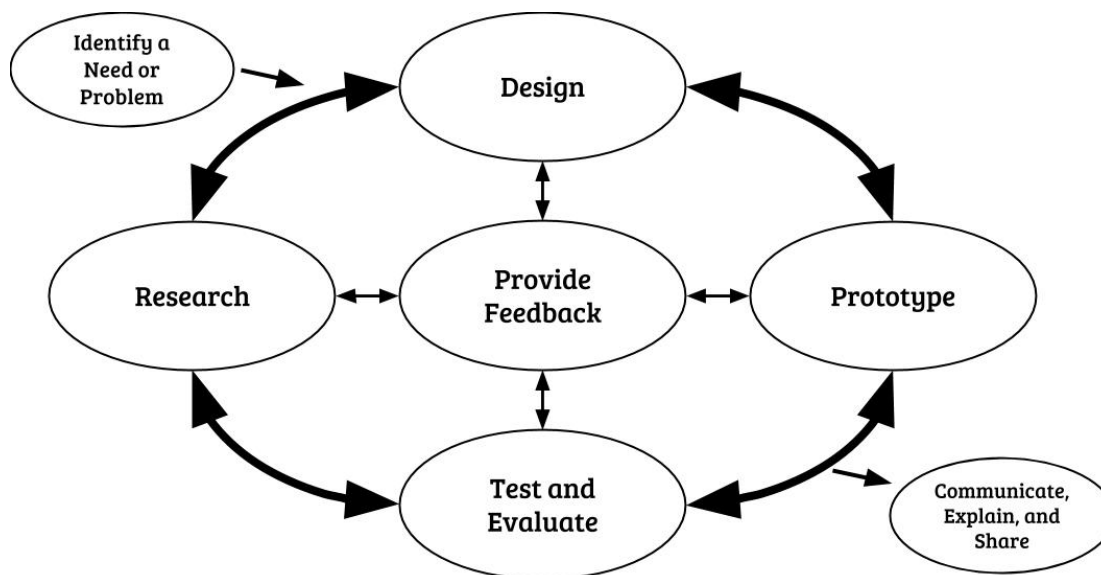 Identify a
Need or
Problem
Design
Research
Provide
Feedback
Prototype
Test and
Evaluate
Communicate,
Explain, and
Share